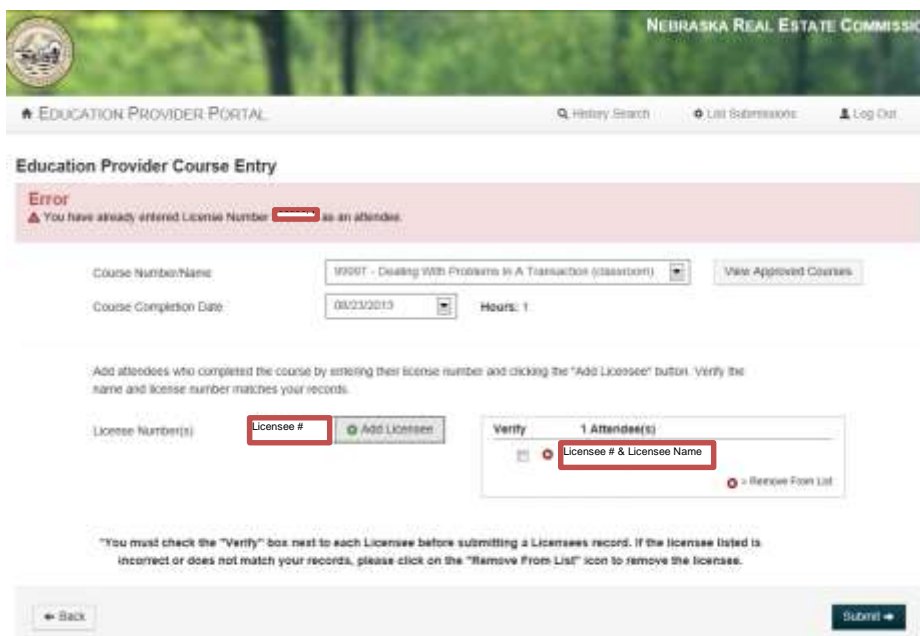 NEBRASKA REAL ESTATE COMMISSIO
EDUCATION PROVIDER PORTAL
History Search
List Submissions
Log Out
Education Provider Course Entry
Error
You have already entered License Number as an attendee.
Course Number/Name
9999T - Dealing With Problems In A Transaction (classroom)
View Approved Courses
Course Completion Date
08/23/2013
Hours: 1
Add attendees who completed the course by entering their license number and clicking the "Add Licensee" button. Verify the
name and license number matches your records.
License Number(s)
Licensee #
Add Licensee
Verify 1 Attendee(s)
Licensee # & Licensee Name
= Remove From List
"You must check the "Verify" box next to each Licensee before submitting a Licensees record. If the licensee listed is
incorrect or does not match your records, please click on the "Remove From List" icon to remove the licensee.
Back
Submit